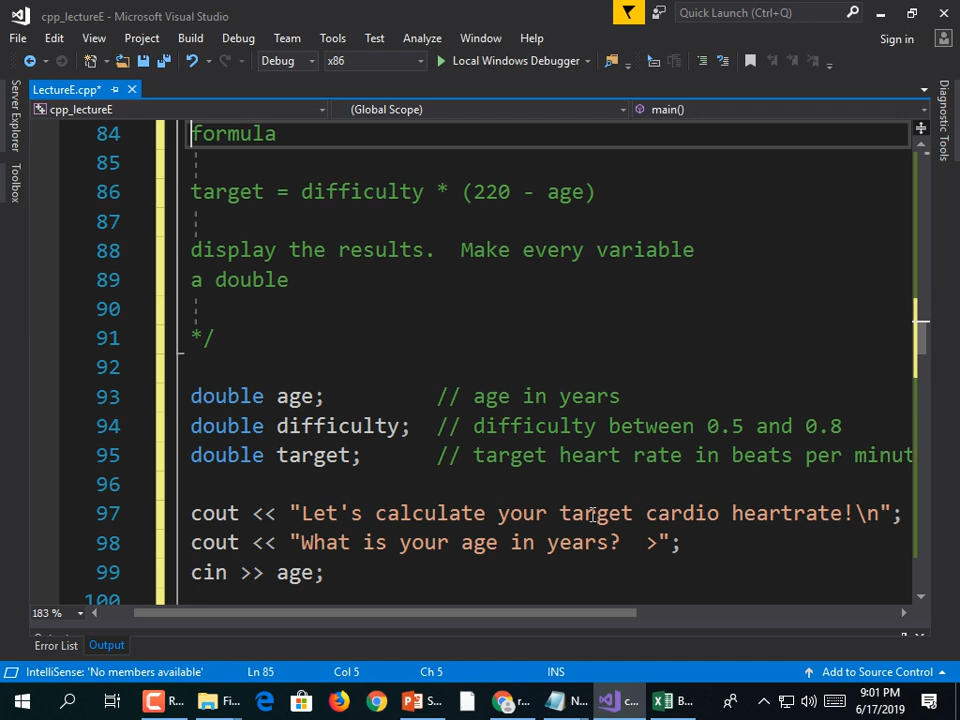 cpp_lectureE - Microsoft Visual Studio
Quick Launch (Ctrl+Q)
File Edit View Project Build Debug Team Tools Test Analyze Window Help
Sign in
Debug x86 Local Windows Debugger
LectureE.cpp*
cpp_lectureE (Global Scope) main()
Server Explorer
Toolbox
Diagnostic Tools
84 formula
85
86 target = difficulty * (220 - age)
87
88 display the results.  Make every variable
89 a double
90
91 */
92
93 double age;         // age in years
94 double difficulty;  // difficulty between 0.5 and 0.8
95 double target;      // target heart rate in beats per minut
96
97 cout << "Let's calculate your target cardio heartrate!\n";
98 cout << "What is your age in years?  >";
99 cin >> age;
100
183 %
Error List Output
IntelliSense: 'No members available' Ln 85 Col 5 Ch 5 INS Add to Source Control
R... Fi... S... r... N... c... B...
9:01 PM
6/17/2019